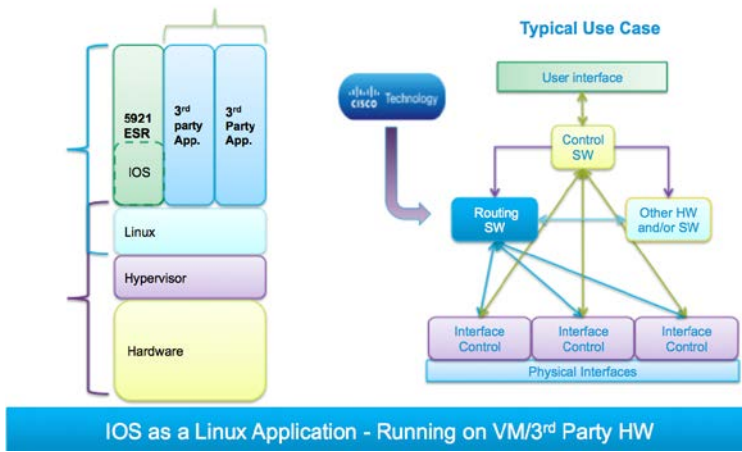 5921
ESR
IOS
3rd
party
App.
3rd
Party
App.
Linux
Hypervisor
Hardware
CISCO Technology
Typical Use Case
User interface
Control
SW
Routing
SW
Other HW
and/or SW
Interface
Control
Interface
Control
Interface
Control
Physical Interfaces
IOS as a Linux Application - Running on VM/3rd Party HW